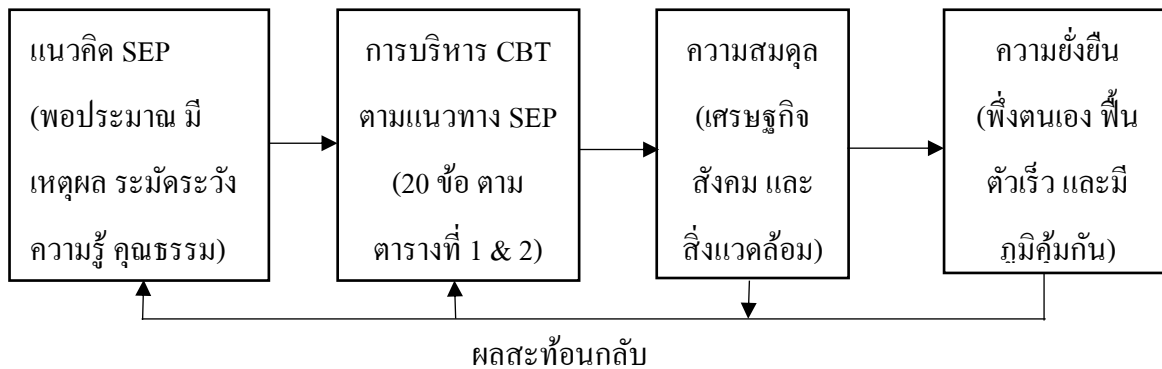 แนวคิด SEP
(พอประมาณ มี
เหตุผล ระมัดระวัง
ความรู้ คุณธรรม)
การบริหาร CBT
ตามแนวทาง SEP
(20 ข้อ ตาม
ตารางที่ 1 & 2)
ความสมดุล
(เศรษฐกิจ
สังคม และ
สิ่งแวดล้อม)
ความยั่งยืน
(พึ่งตนเอง ฟื้น
ตัวเร็ว และมี
ภูมิคุ้มกัน)
ผลสะท้อนกลับ